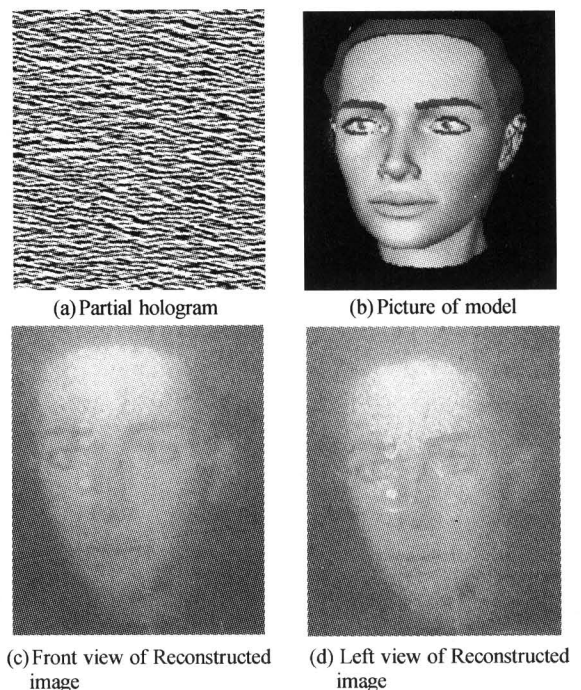 (a) Partial hologram
(b) Picture of model
(c) Front view of Reconstructed
image
(d) Left view of Reconstructed
image